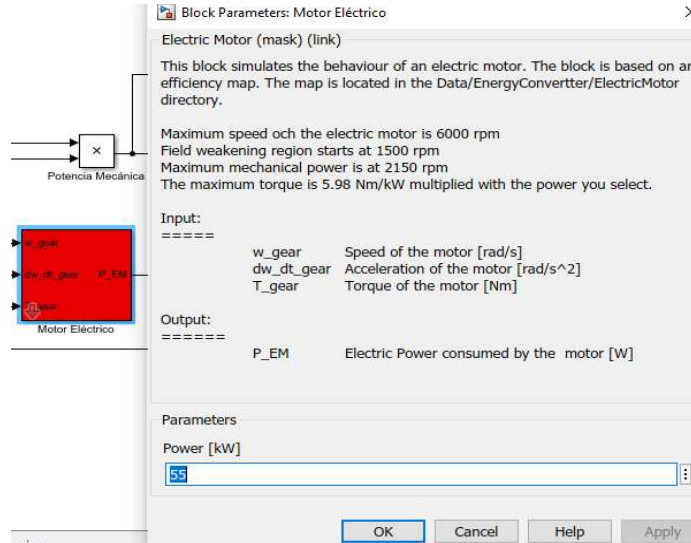 Block Parameters: Motor Eléctrico
Electric Motor (mask) (link)
This block simulates the behaviour of an electric motor. The block is based on an
efficiency map. The map is located in the Data/EnergyConvertter/ElectricMotor
directory.
Maximum speed och the electric motor is 6000 rpm
Field weakening region starts at 1500 rpm
Maximum mechanical power is at 2150 rpm
The maximum torque is 5.98 Nm/kW multiplied with the power you select.
Input:
=====
w_gear Speed of the motor [rad/s]
dw_dt_gear Acceleration of the motor [rad/s^2]
T_gear Torque of the motor [Nm]
Output:
======
P_EM Electric Power consumed by the motor [W]
Parameters
Power [kW]
55
OK Cancel Help Apply
×
Potencia Mecánica
w_gear
dw_dt_gear P_EM
Motor Eléctrico